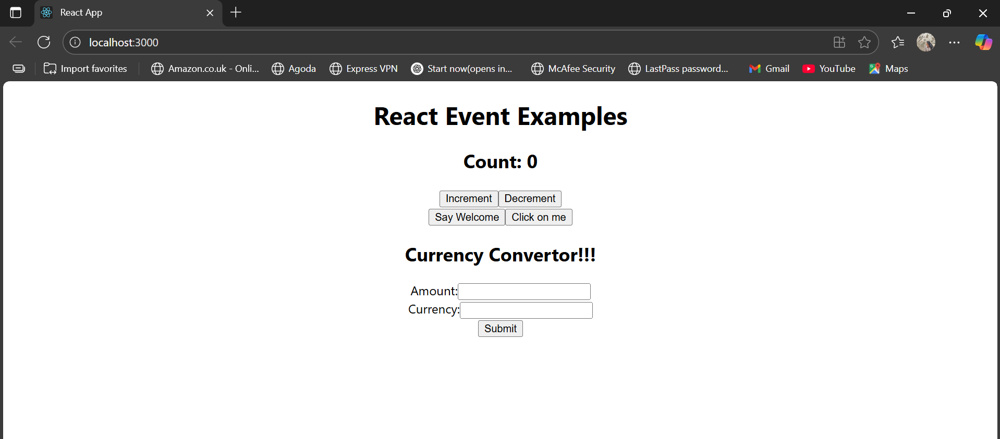 React App
localhost:3000
Import favorites Amazon.co.uk - Onli... Agoda Express VPN Start now(opens in... McAfee Security LastPass password... Gmail YouTube Maps
React Event Examples
Count: 0
Increment Decrement
Say Welcome Click on me
Currency Convertor!!!
Amount:
Currency:
Submit